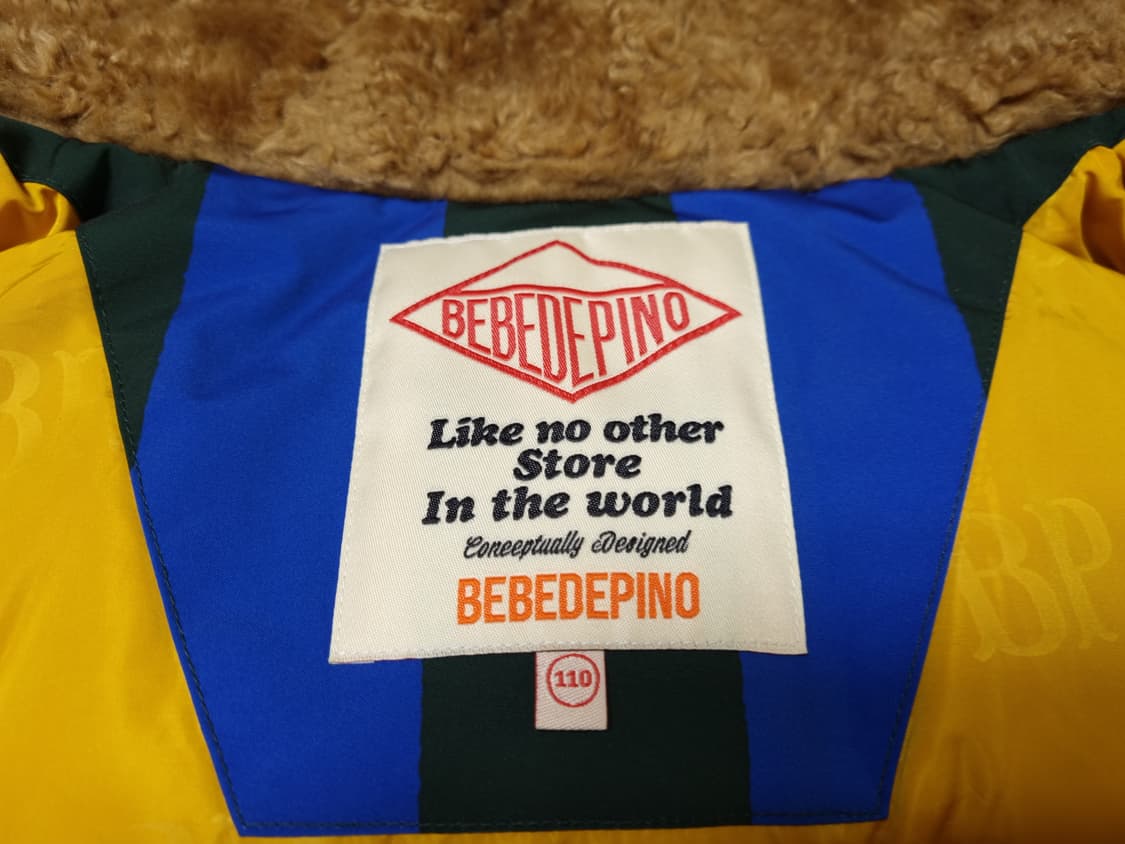 BEBEDEPINO
Like no other
Store
In the world
Conceptually Designed
BEBEDEPINO
110